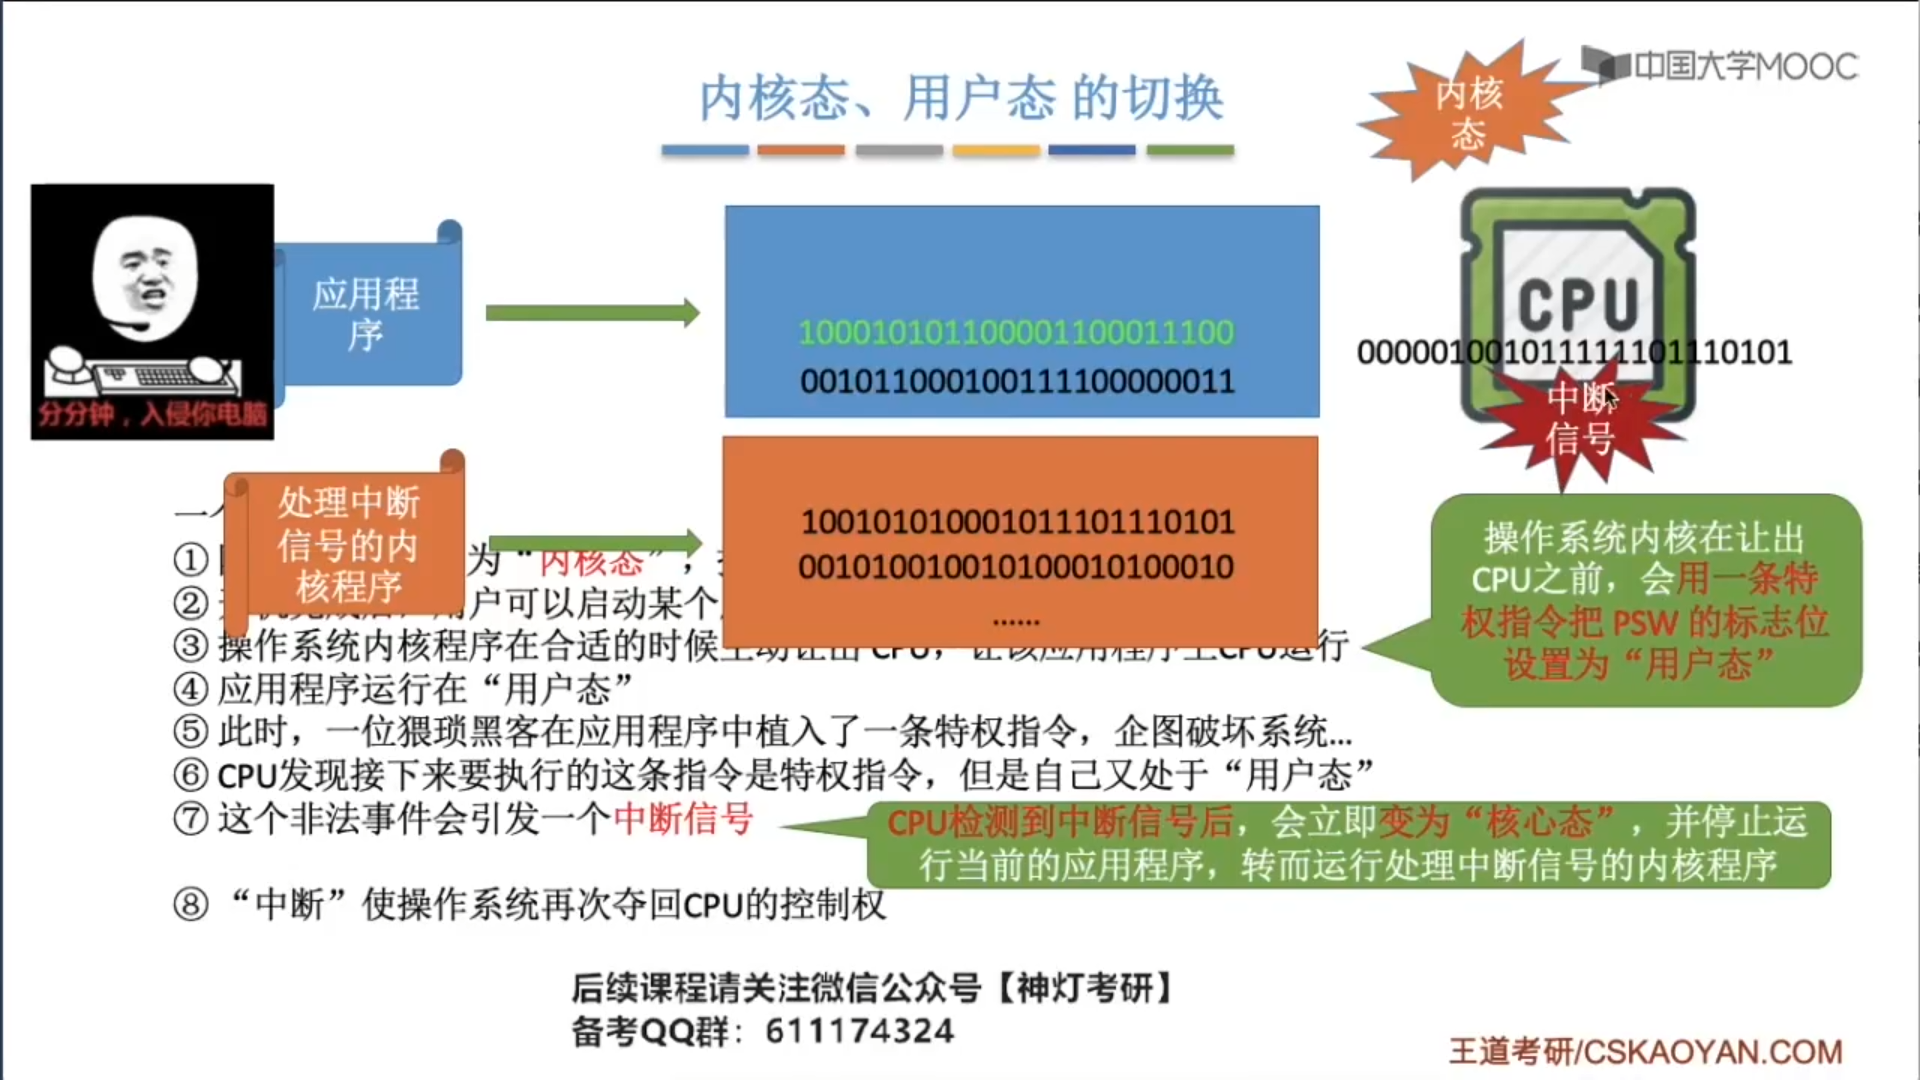 中国大学MOOC
内核、用户态 的切换
内核
态
应用程
序
分分钟，入侵你电脑
100010101100001100011100
001011000100111100000011
CPU
000001001011111101110101
中断
信号
处理中断
信号的内
核程序
100101010001011101110101
0010100100101000101​00010
......
操作系统内核在让出
CPU之前，会用一条特
权指令把 PSW 的标志位
设置为“用户态”
① 为“内核态”，
② 户可以启动某个
③ 操作系统内核程序在合适的时候主动让出 CPU，让该应用程序上CPU运行
④ 应用程序运行在“用户态”
⑤ 此时，一位猥琐黑客在应用程序中植入了一条特权指令，企图破坏系统...
⑥ CPU发现接下来要执行的这条指令是特权指令，但是自己又处于“用户态”
⑦ 这个非法事件会引发一个中断信号
CPU检测到中断信号后，会立即变为“核心态”，并停止运
行当前的应用程序，转而运行处理中断信号的内核程序
⑧ “中断”使操作系统再次夺回CPU的控制权
后续课程请关注微信公众号【神灯考研】
备考QQ群：611174324
王道考研/CSKAOYAN.COM